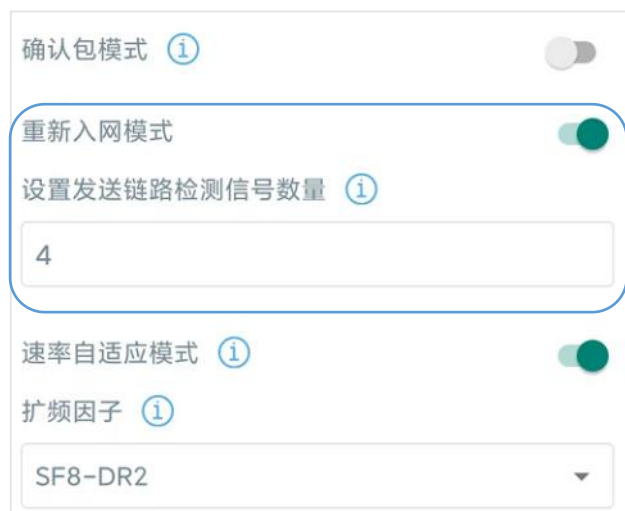 确认包模式 i
重新入网模式
设置发送链路检测信号数量 i
4
速率自适应模式 i
扩频因子 i
SF8-DR2